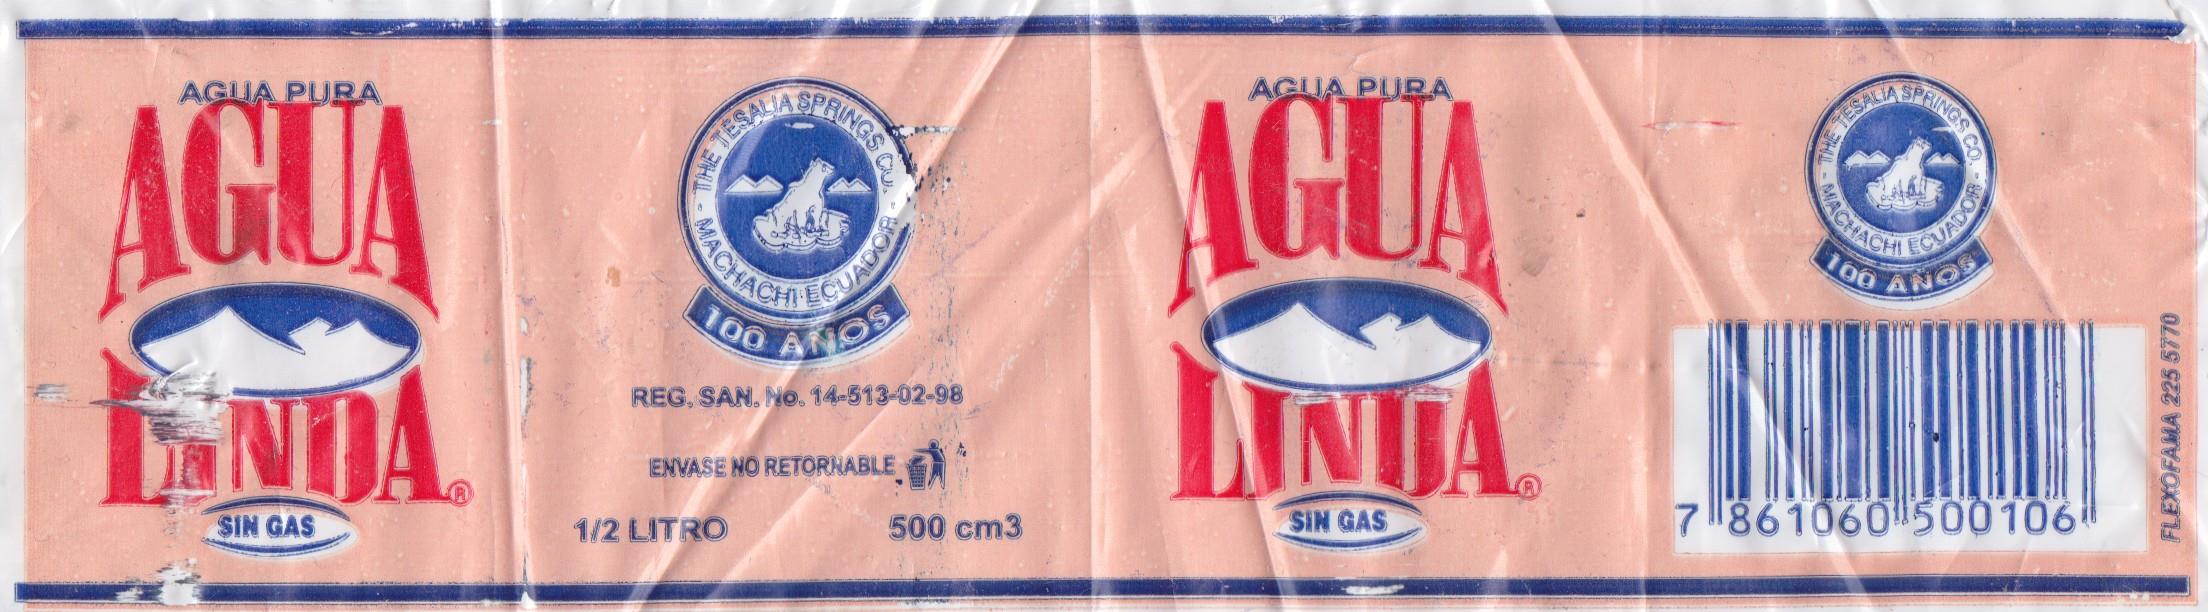 AGUA PURA
AGUA
LINDA®
SIN GAS
THE TESALIA SPRINGS CO.
- MACHACHI ECUADOR -
100 AÑOS
REG. SAN. No. 14-513-02-98
ENVASE NO RETORNABLE
1/2 LITRO 500 cm3
AGUA PURA
AGUA
LINDA®
SIN GAS
THE TESALIA SPRINGS CO.
- MACHACHI ECUADOR -
100 AÑOS
7 861060 500106
FLEXOFAMA 225 5770